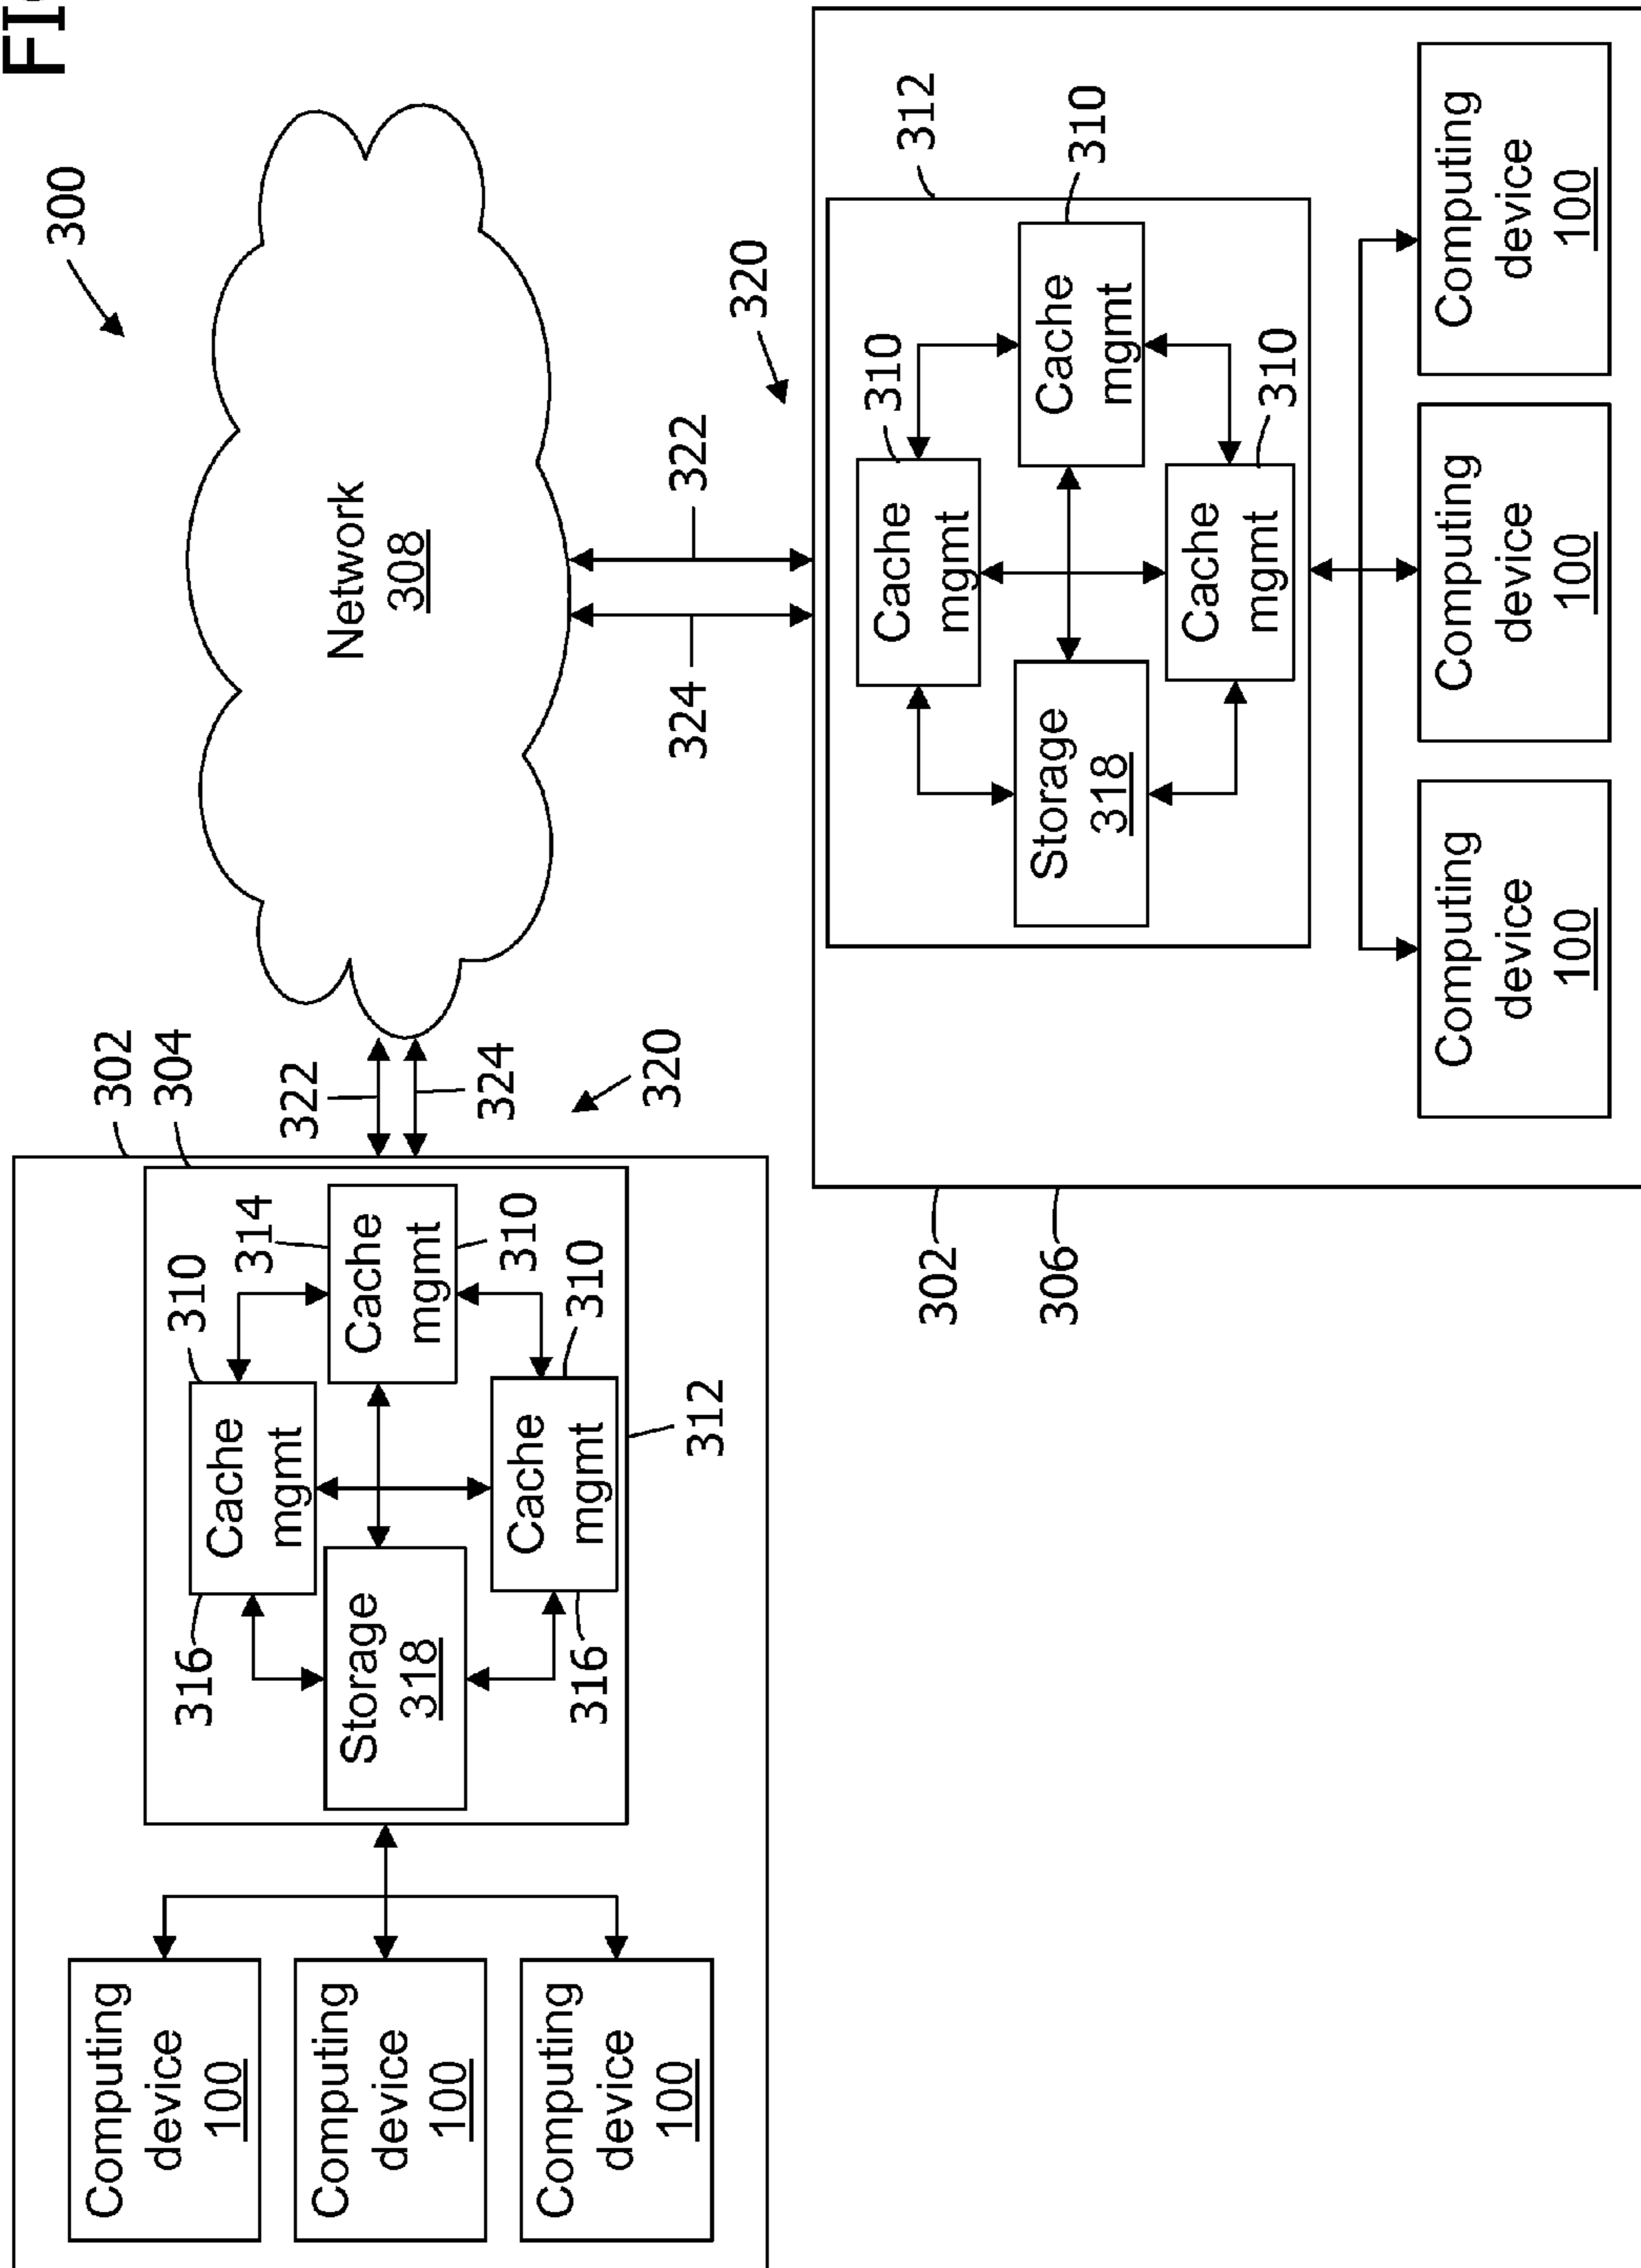 300
302
304
Computing
device
100
Computing
device
100
Computing
device
100
310
316
Cache
mgmt
314
Storage
318
Cache
mgmt
310
Cache
mgmt
310
316
312
322
324
320
Network
308
324
322
320
312
302
306
310
Cache
mgmt
Storage
318
Cache
mgmt
310
Cache
mgmt
310
Computing
device
100
Computing
device
100
Computing
device
100